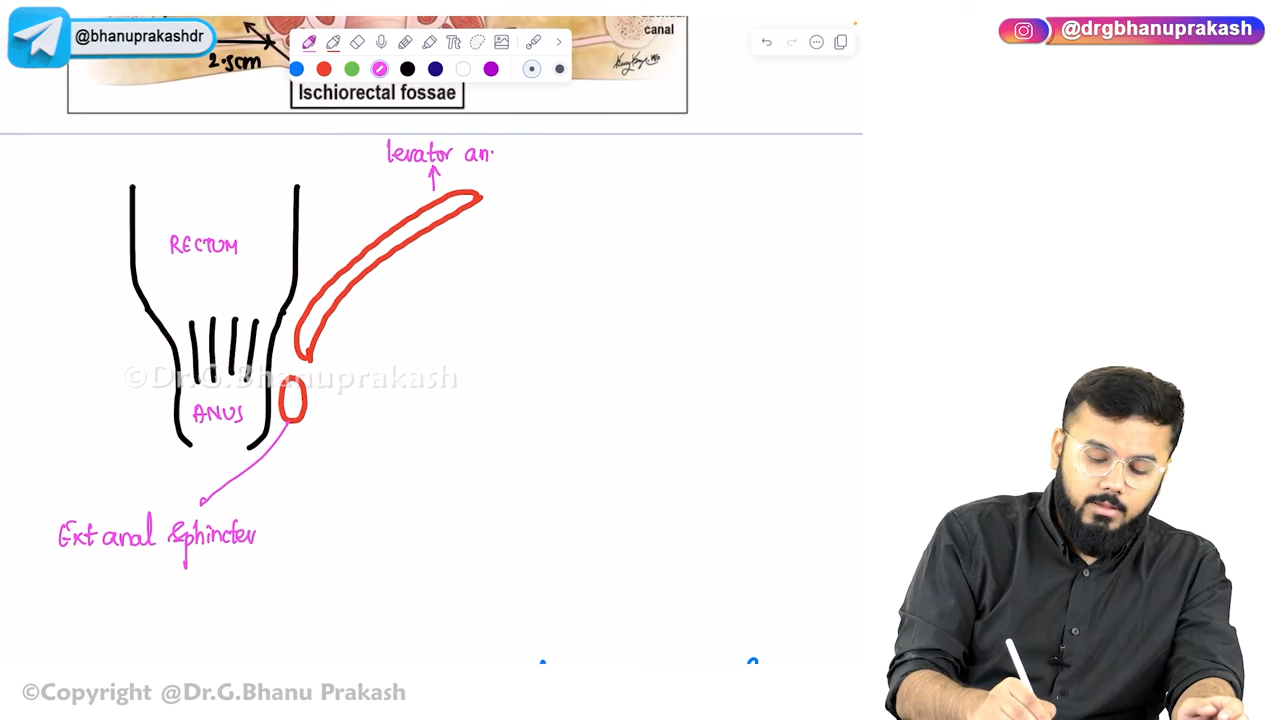 @bhanuprakashdr
canal
@drgbhanuprakash
2.5cm
Tt
Ischiorectal fossae
levator an.
RECTUM
©Dr.G.Bhanuprakash
ANUS
Ext anal sphincter
©Copyright @Dr.G.Bhanu Prakash